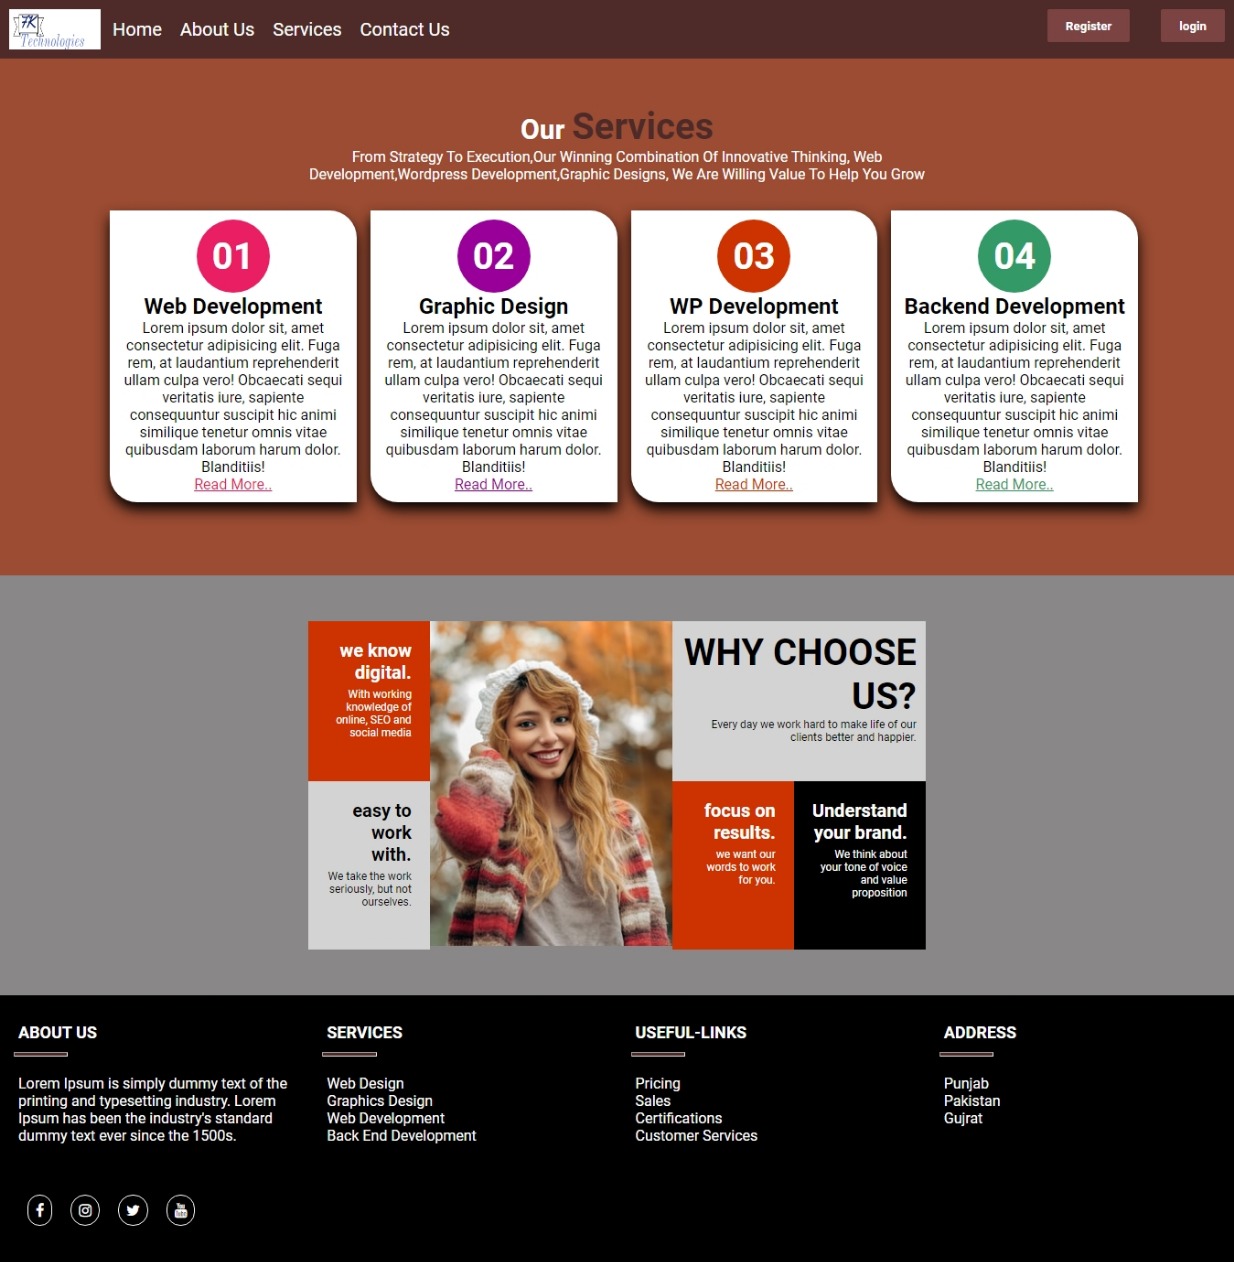 FK
Technologies
Home About Us Services Contact Us
Register login
Our Services
From Strategy To Execution,Our Winning Combination Of Innovative Thinking, Web
Development,Wordpress Development,Graphic Designs, We Are Willing Value To Help You Grow
01
Web Development
Lorem ipsum dolor sit, amet
consectetur adipisicing elit. Fuga
rem, at laudantium reprehenderit
ullam culpa vero! Obcaecati sequi
veritatis iure, sapiente
consequuntur suscipit hic animi
similique tenetur omnis vitae
quibusdam laborum harum dolor.
Blanditiis!
Read More..
02
Graphic Design
Lorem ipsum dolor sit, amet
consectetur adipisicing elit. Fuga
rem, at laudantium reprehenderit
ullam culpa vero! Obcaecati sequi
veritatis iure, sapiente
consequuntur suscipit hic animi
similique tenetur omnis vitae
quibusdam laborum harum dolor.
Blanditiis!
Read More..
03
WP Development
Lorem ipsum dolor sit, amet
consectetur adipisicing elit. Fuga
rem, at laudantium reprehenderit
ullam culpa vero! Obcaecati sequi
veritatis iure, sapiente
consequuntur suscipit hic animi
similique tenetur omnis vitae
quibusdam laborum harum dolor.
Blanditiis!
Read More..
04
Backend Development
Lorem ipsum dolor sit, amet
consectetur adipisicing elit. Fuga
rem, at laudantium reprehenderit
ullam culpa vero! Obcaecati sequi
veritatis iure, sapiente
consequuntur suscipit hic animi
similique tenetur omnis vitae
quibusdam laborum harum dolor.
Blanditiis!
Read More..
we know
digital.
With working
knowledge of
online, SEO and
social media
WHY CHOOSE
US?
Every day we work hard to make life of our
clients better and happier.
easy to
work
with.
We take the work
seriously, but not
ourselves.
focus on
results.
we want our
words to work
for you.
Understand
your brand.
We think about
your tone of voice
and value
proposition
ABOUT US
Lorem Ipsum is simply dummy text of the
printing and typesetting industry. Lorem
Ipsum has been the industry's standard
dummy text ever since the 1500s.
SERVICES
Web Design
Graphics Design
Web Development
Back End Development
USEFUL-LINKS
Pricing
Sales
Certifications
Customer Services
ADDRESS
Punjab
Pakistan
Gujrat
You
Tube